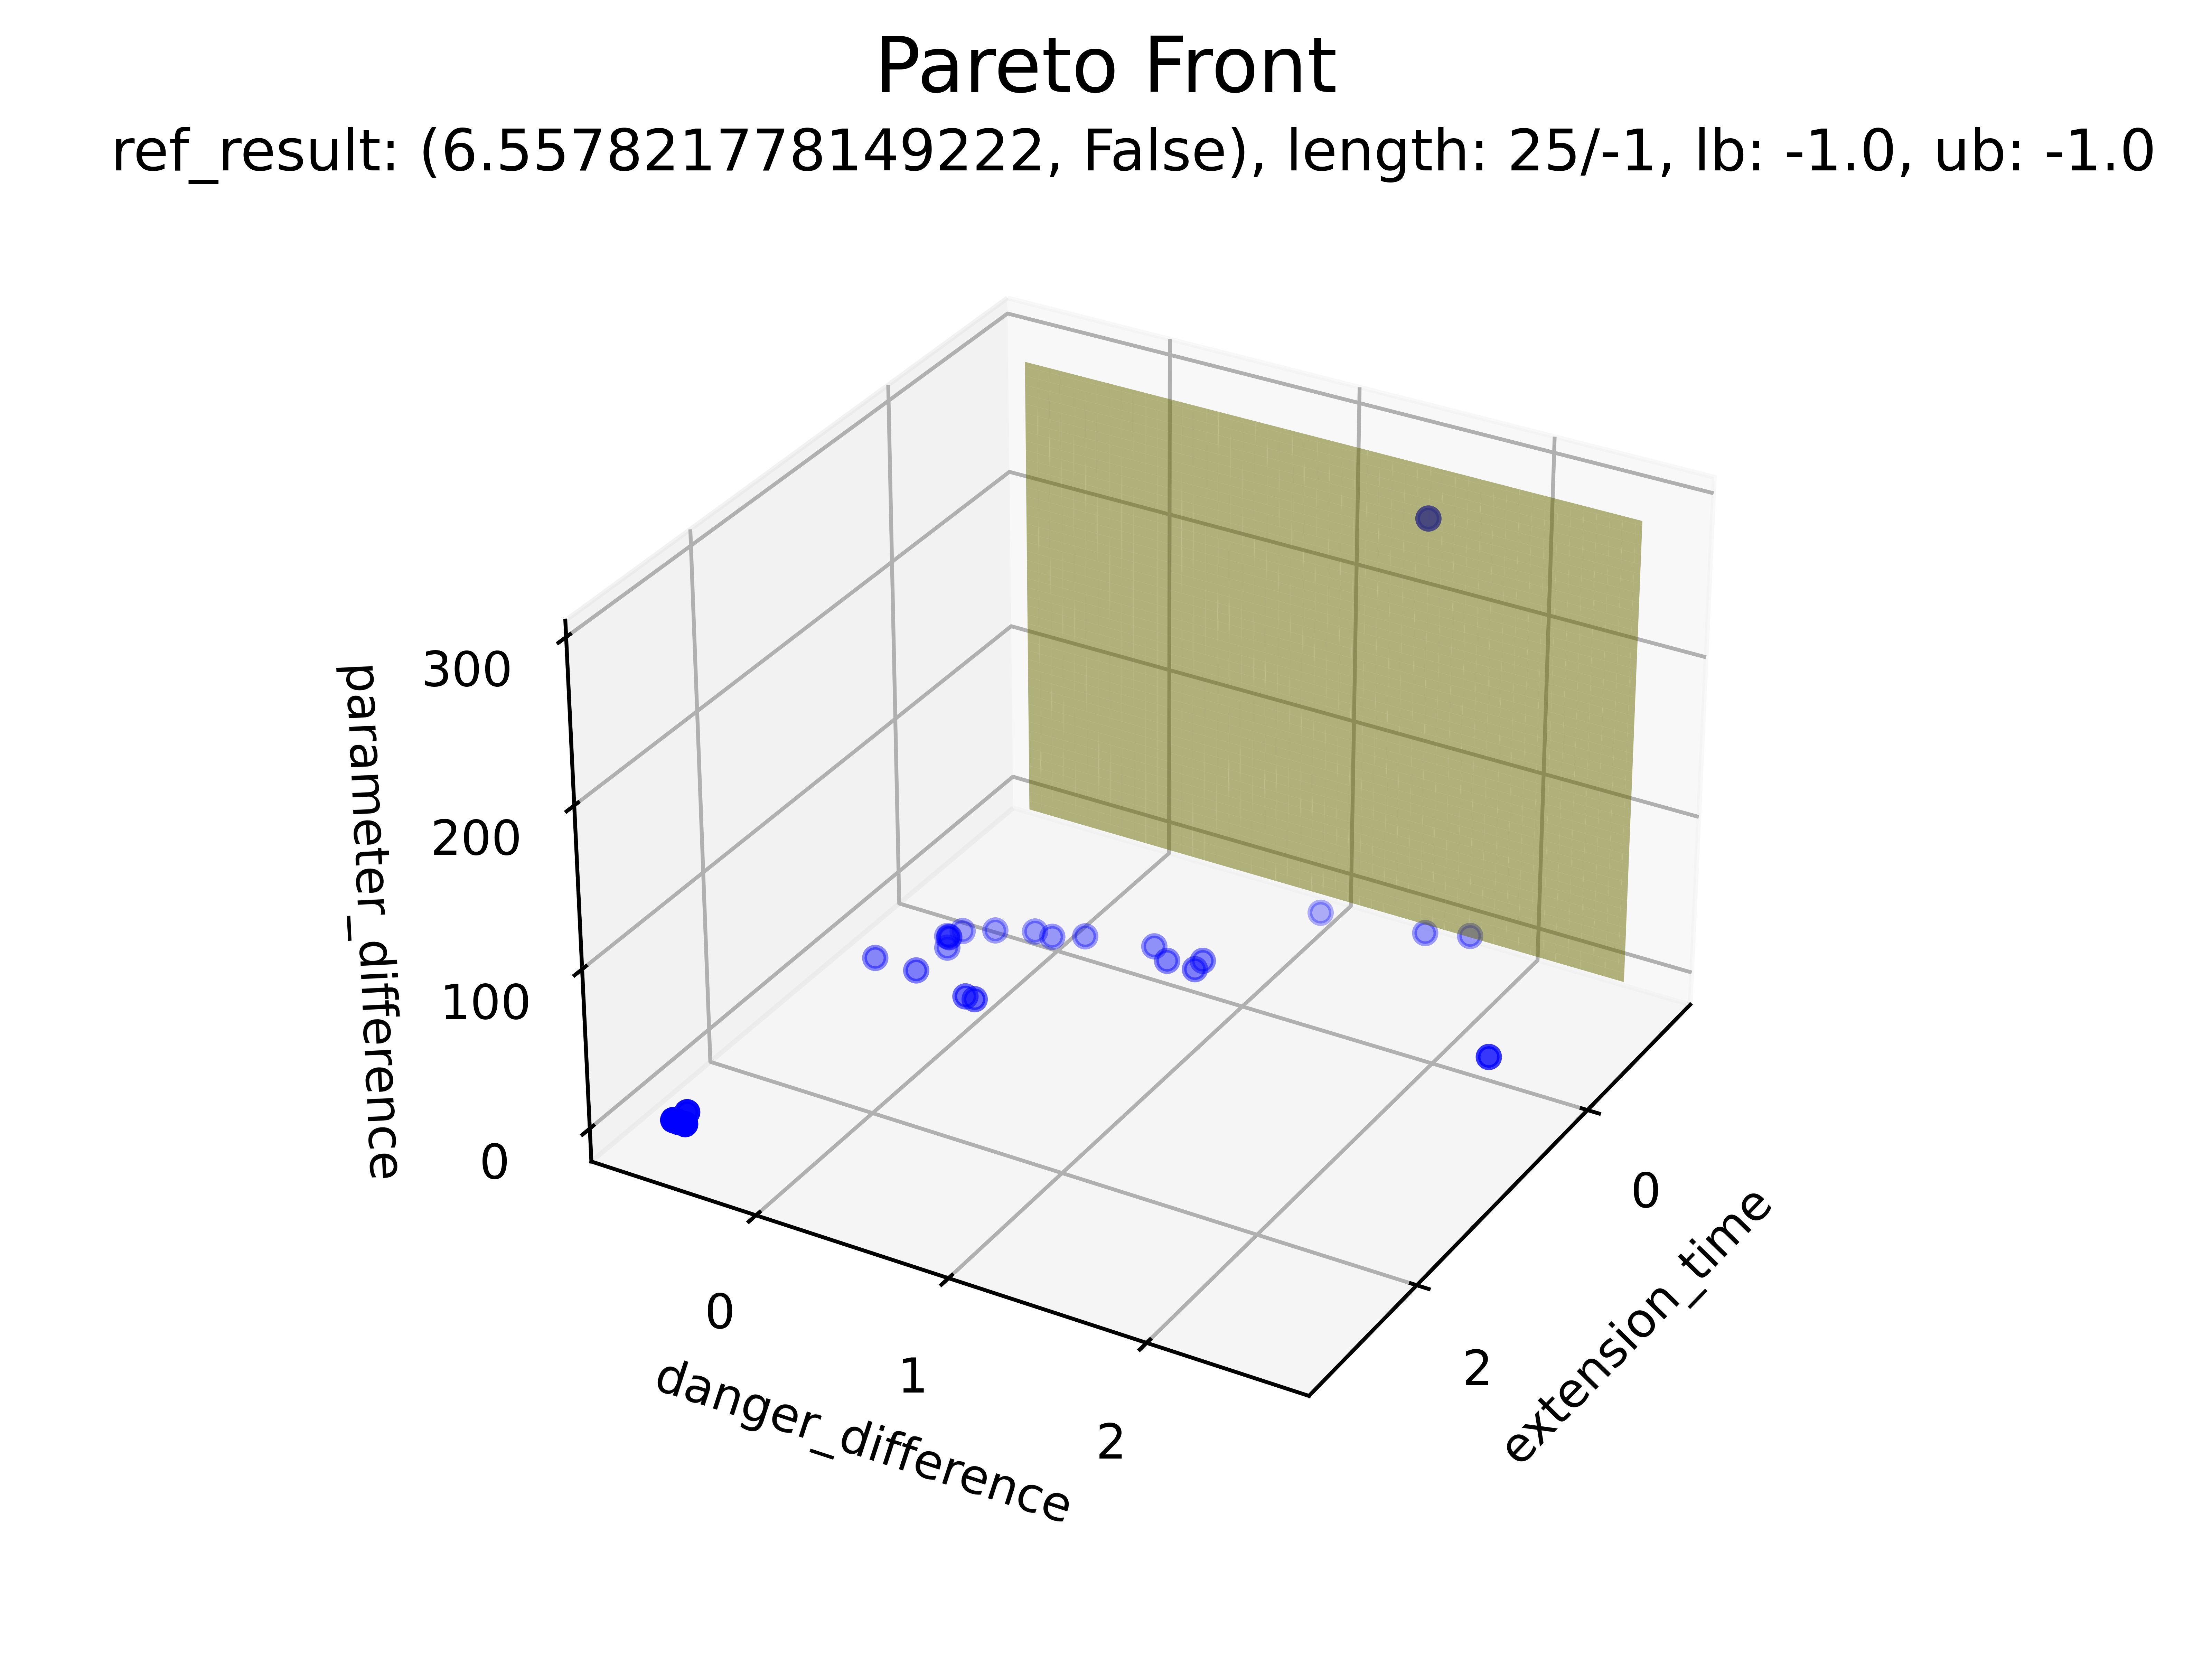 Pareto Front
ref_result: (6.557821778149222, False), length: 25/-1, lb: -1.0, ub: -1.0
300
200
100
0
parameter_difference
0
1
2
danger_difference
0
2
extension_time